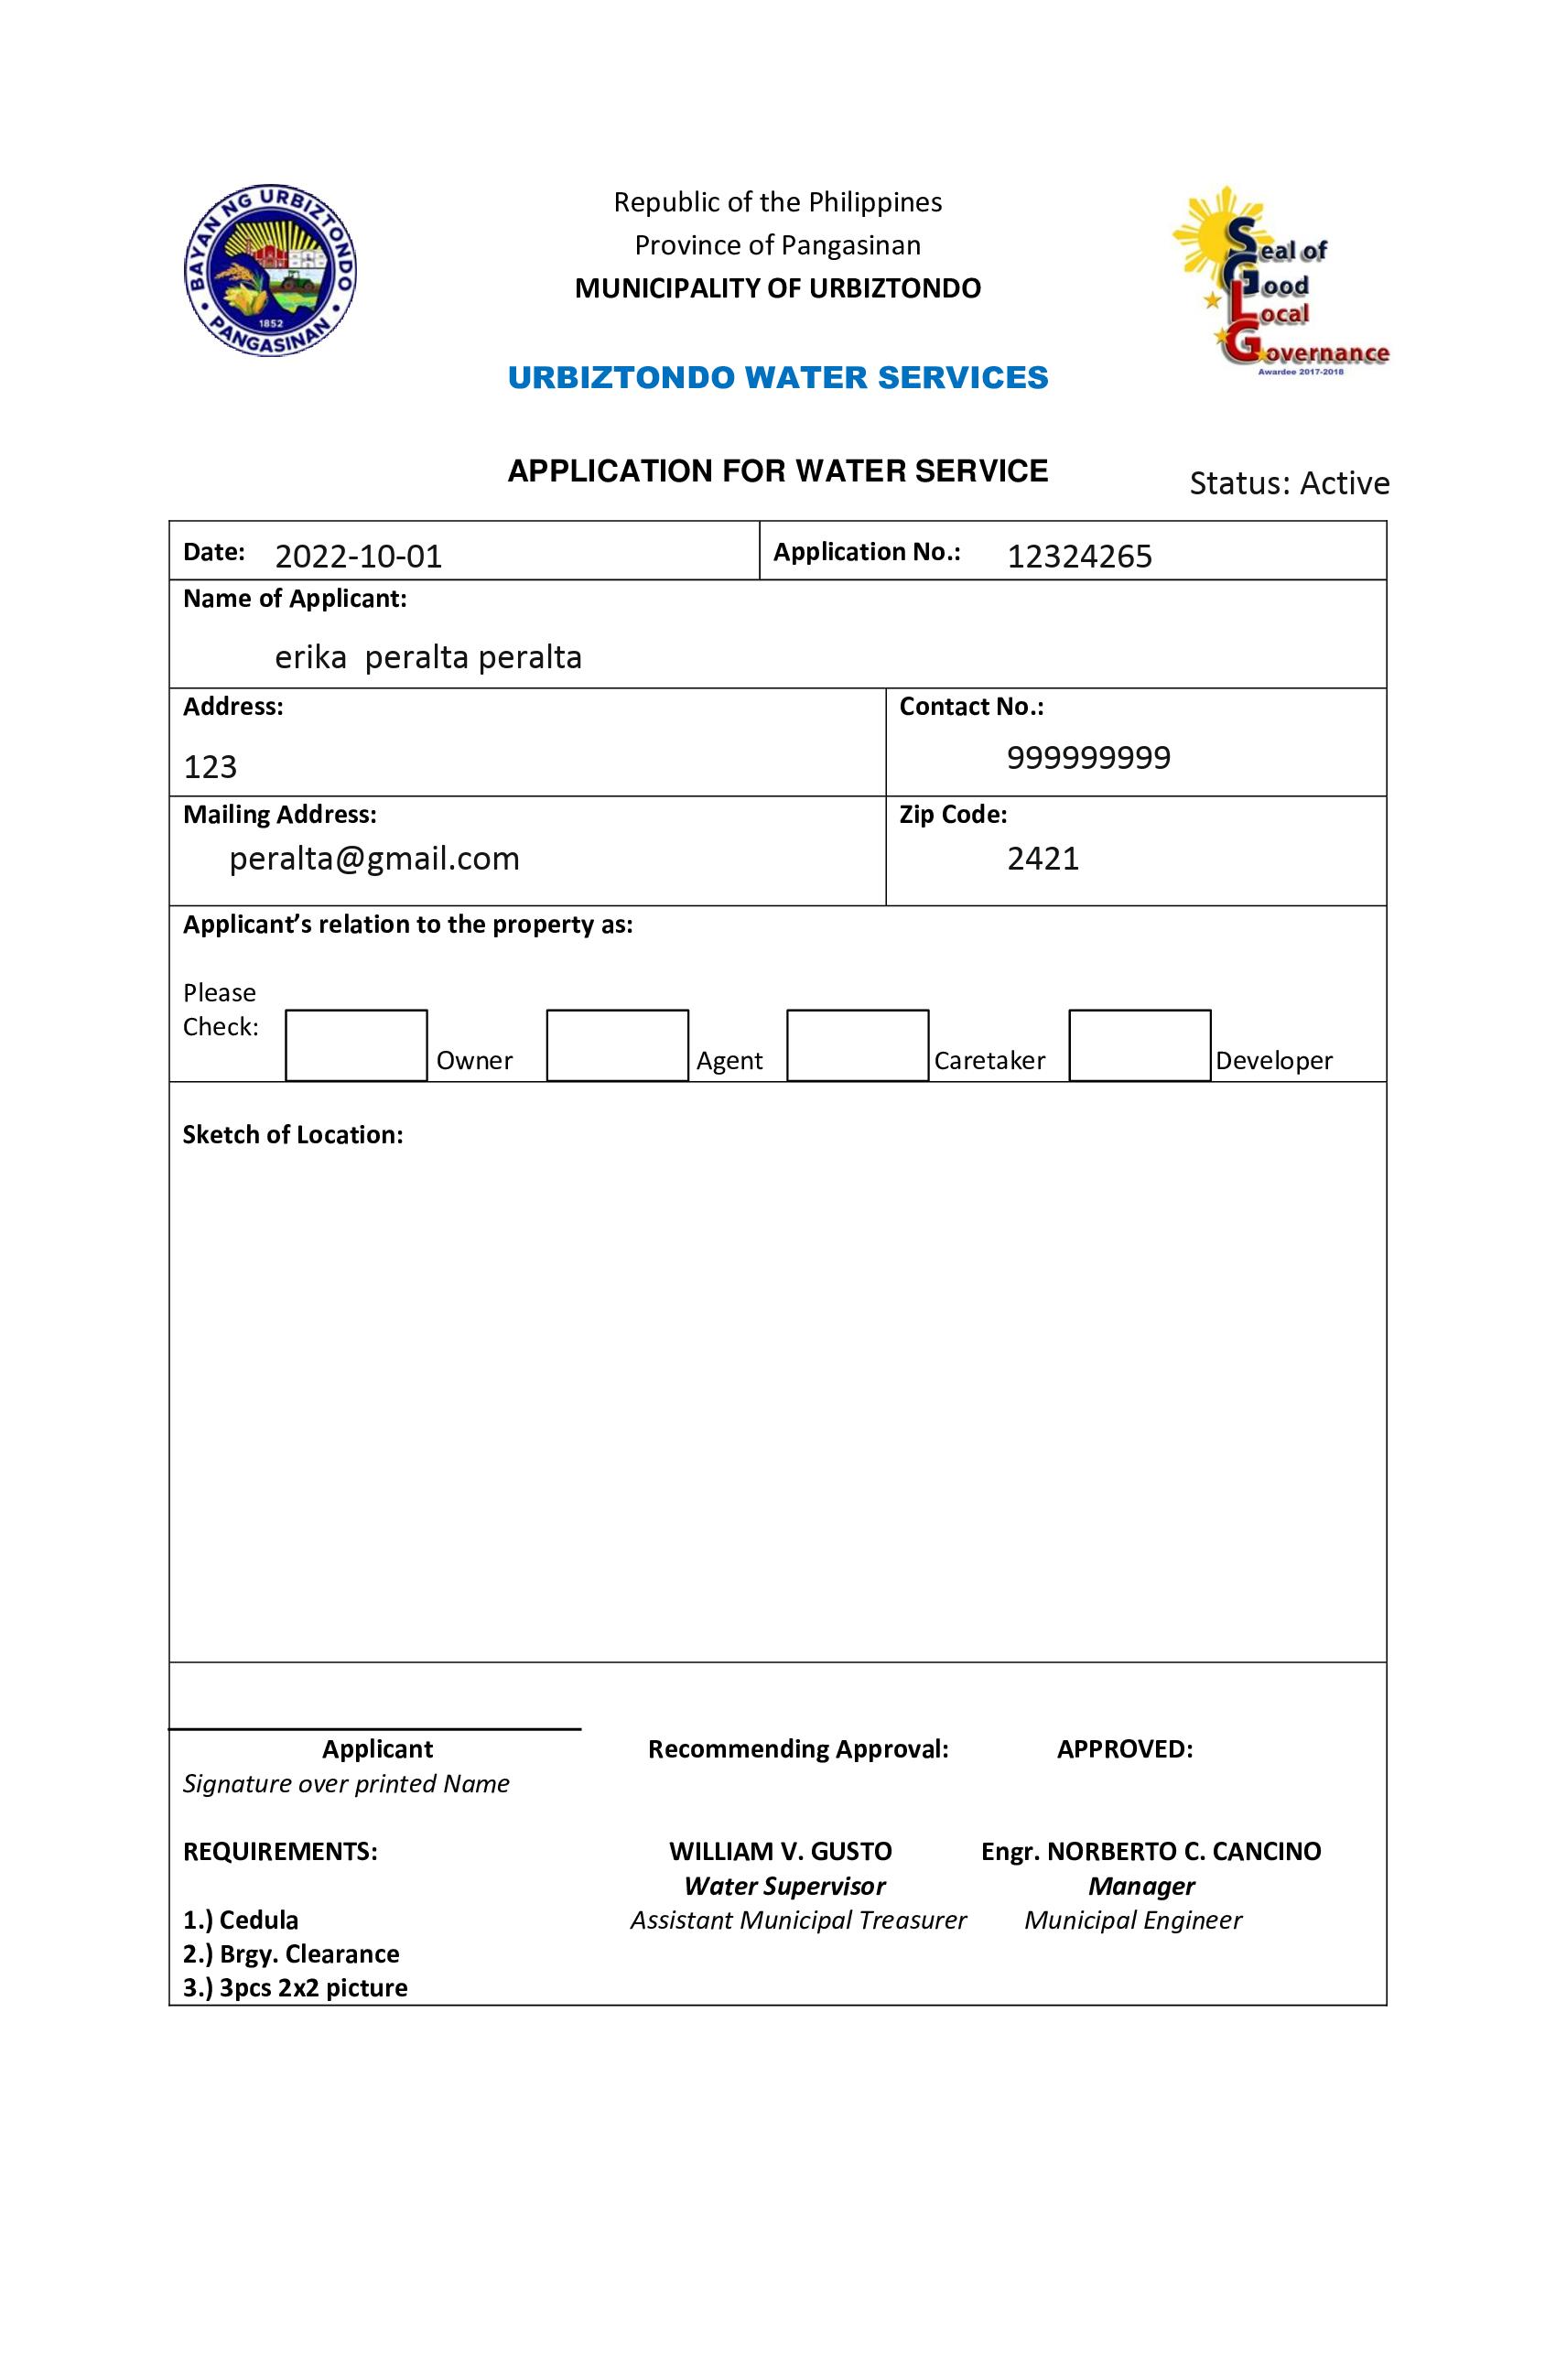 BAYAN NG URBIZTONDO
1852
PANGASINAN
Republic of the Philippines
Province of Pangasinan
MUNICIPALITY OF URBIZTONDO
Seal of
Good
Local
Governance
Awardee 2017-2018
URBIZTONDO WATER SERVICES
APPLICATION FOR WATER SERVICE
Status: Active
Date: 2022-10-01 Application No.: 12324265
Name of Applicant:
erika  peralta peralta
Address: Contact No.:
123 999999999
Mailing Address: Zip Code:
peralta@gmail.com 2421
Applicant’s relation to the property as:
Please
Check:
Owner Agent Caretaker Developer
Sketch of Location:
Applicant Recommending Approval: APPROVED:
Signature over printed Name
REQUIREMENTS: WILLIAM V. GUSTO Engr. NORBERTO C. CANCINO
Water Supervisor Manager
1.) Cedula Assistant Municipal Treasurer Municipal Engineer
2.) Brgy. Clearance
3.) 3pcs 2x2 picture